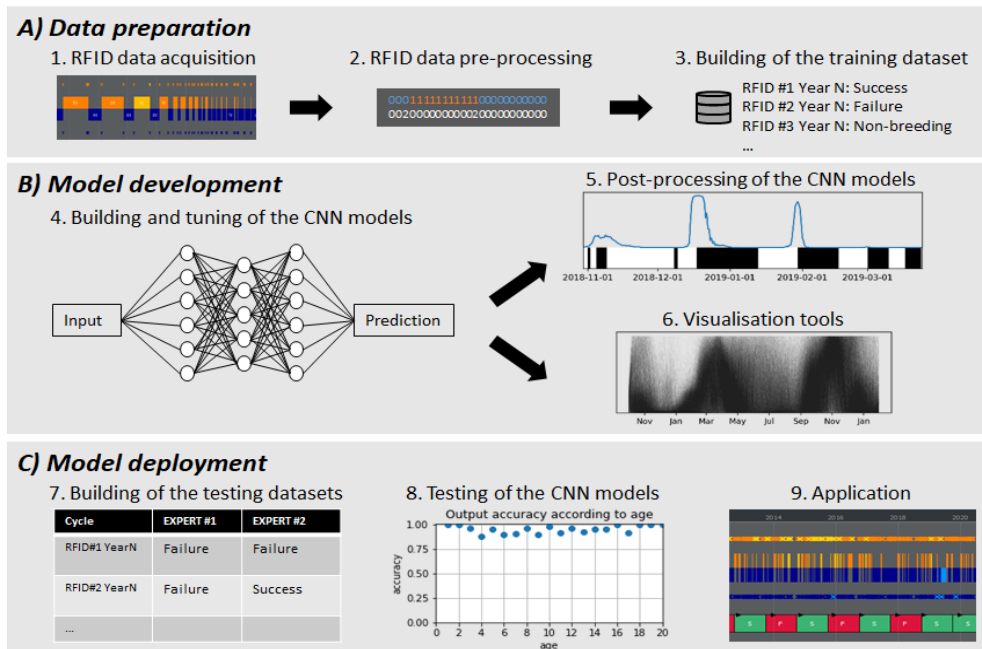 A) Data preparation
1. RFID data acquisition
2. RFID data pre-processing
00011111111111000000000000
00200000000002000000000000
3. Building of the training dataset
RFID #1 Year N: Success
RFID #2 Year N: Failure
RFID #3 Year N: Non-breeding
...
B) Model development
4. Building and tuning of the CNN models
Input
Prediction
5. Post-processing of the CNN models
2018-11-01 2018-12-01 2019-01-01 2019-02-01 2019-03-01
6. Visualisation tools
Nov Jan Mar May Jul Sep Nov Jan
C) Model deployment
7. Building of the testing datasets
Cycle EXPERT #1 EXPERT #2
RFID#1 YearN Failure Failure
RFID#2 YearN Failure Success
...
8. Testing of the CNN models
Output accuracy according to age
1.00
0.75
0.50
0.25
0.00
accuracy
0 2 4 6 8 10 12 14 16 18 20
age
9. Application
2014 2016 2018 2020
S F S F S F S S